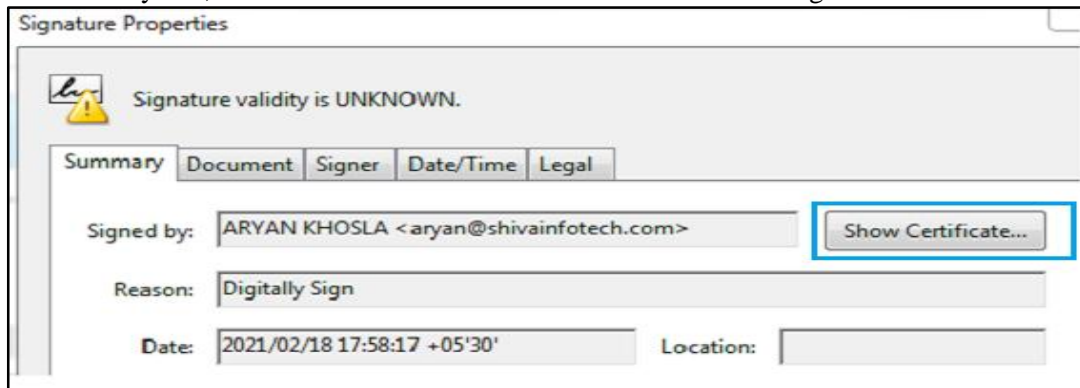 Signature Properties
Signature validity is UNKNOWN.
Summary Document Signer Date/Time Legal
Signed by: ARYAN KHOSLA <aryan@shivainfotech.com> Show Certificate...
Reason: Digitally Sign
Date: 2021/02/18 17:58:17 +05'30' Location: